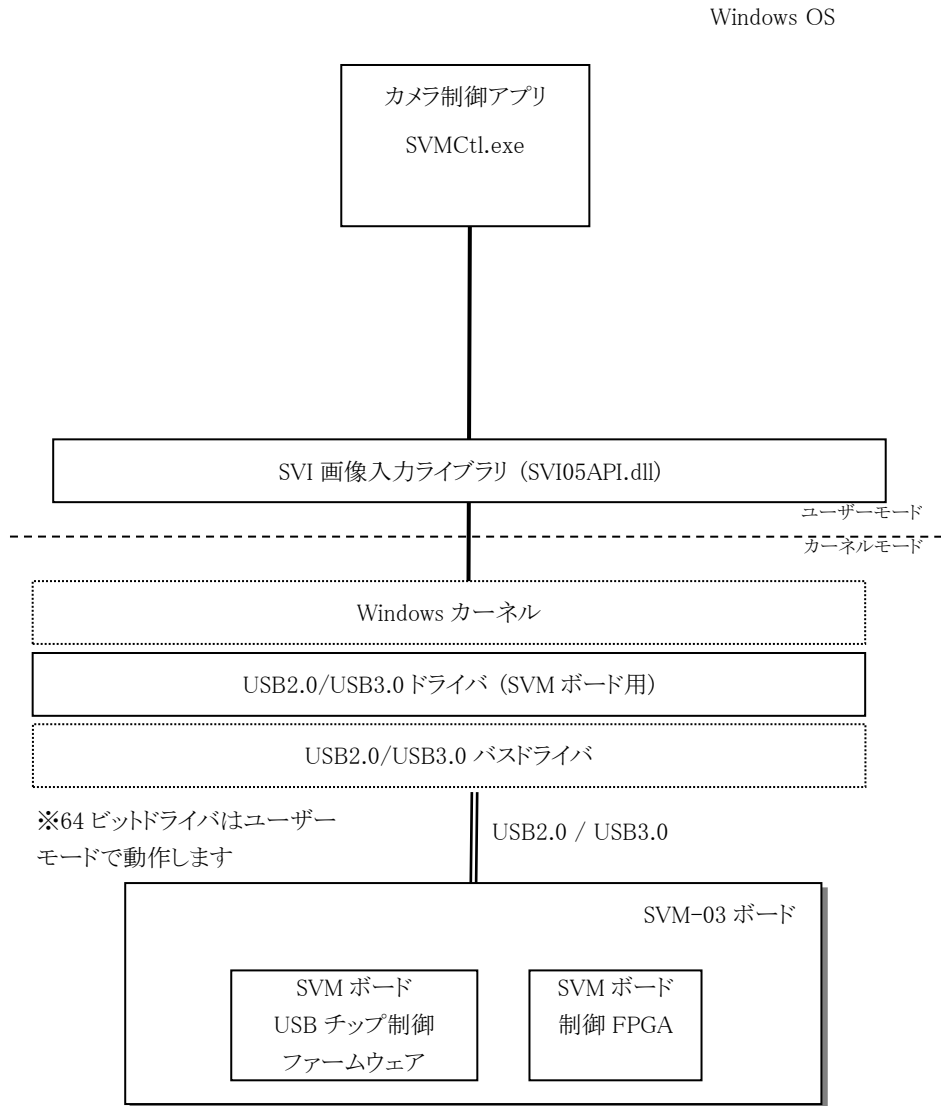 Windows OS
カメラ制御アプリ
SVMCtl.exe
SVI 画像入力ライブラリ (SVI05API.dll)
ユーザーモード
カーネルモード
Windows カーネル
USB2.0/USB3.0 ドライバ (SVM ボード用)
USB2.0/USB3.0 バスドライバ
※64 ビットドライバはユーザー
モードで動作します
USB2.0 / USB3.0
SVM-03 ボード
SVM ボード
USB チップ制御
ファームウェア
SVM ボード
制御 FPGA